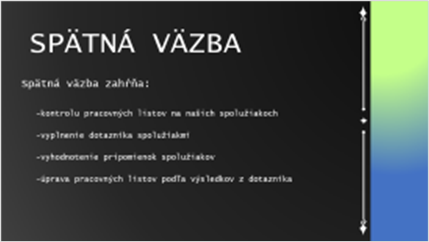 SPÄTNÁ VÄZBA
Spätná väzba zahŕňa:
-kontrolu pracovných listov na našich spolužiakoch
-vyplnenie dotazníka spolužiakmi
-vyhodnotenie pripomienok spolužiakov
-úprava pracovných listov podľa výsledkov z dotazníka